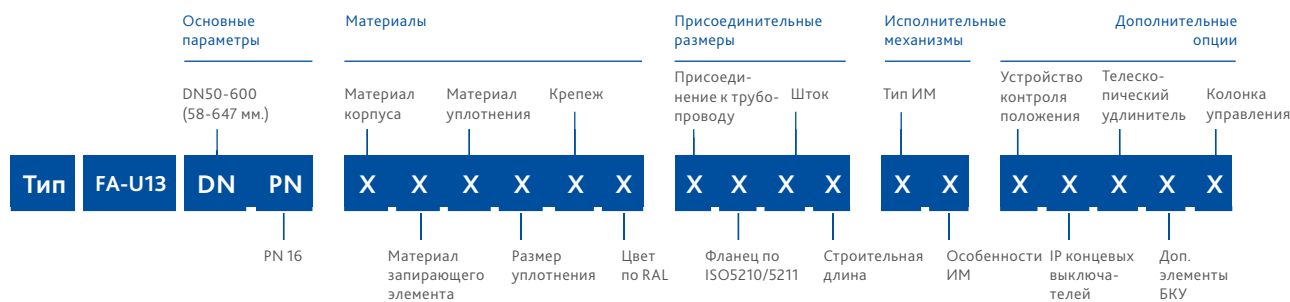 Основные
параметры
Материалы
Присоединительные
размеры
Исполнительные
механизмы
Дополнительные
опции
DN50-600
(58-647 мм.)
Материал
корпуса
Материал
уплотнения
Крепеж
Присоеди-
нение к трубо-
проводу
Шток
Тип ИМ
Устройство
контроля
положения
Телеско-
пический
удлинитель
Колонка
управления
Тип FA-U13 DN PN X X X X X X X X X X X X X X X X X
PN 16
Материал
запирающего
элемента
Размер
уплотнения
Цвет
по RAL
Фланец по
ISO5210/5211
Строительная
длина
Особенности
ИМ
IP концевых
выключа-
телей
Доп.
элементы
БКУ